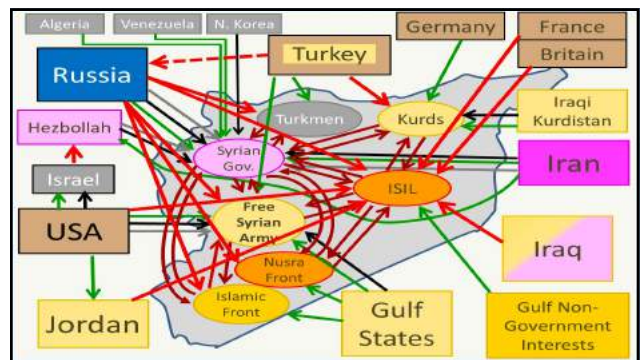 Algeria
Venezuela
N. Korea
Turkey
Germany
France
Britain
Russia
Turkmen
Kurds
Iraqi
Kurdistan
Hezbollah
Syrian
Gov.
Iran
Israel
ISIL
USA
Free
Syrian
Army
Iraq
Nusra
Front
Jordan
Islamic
Front
Gulf
States
Gulf Non-
Government
Interests